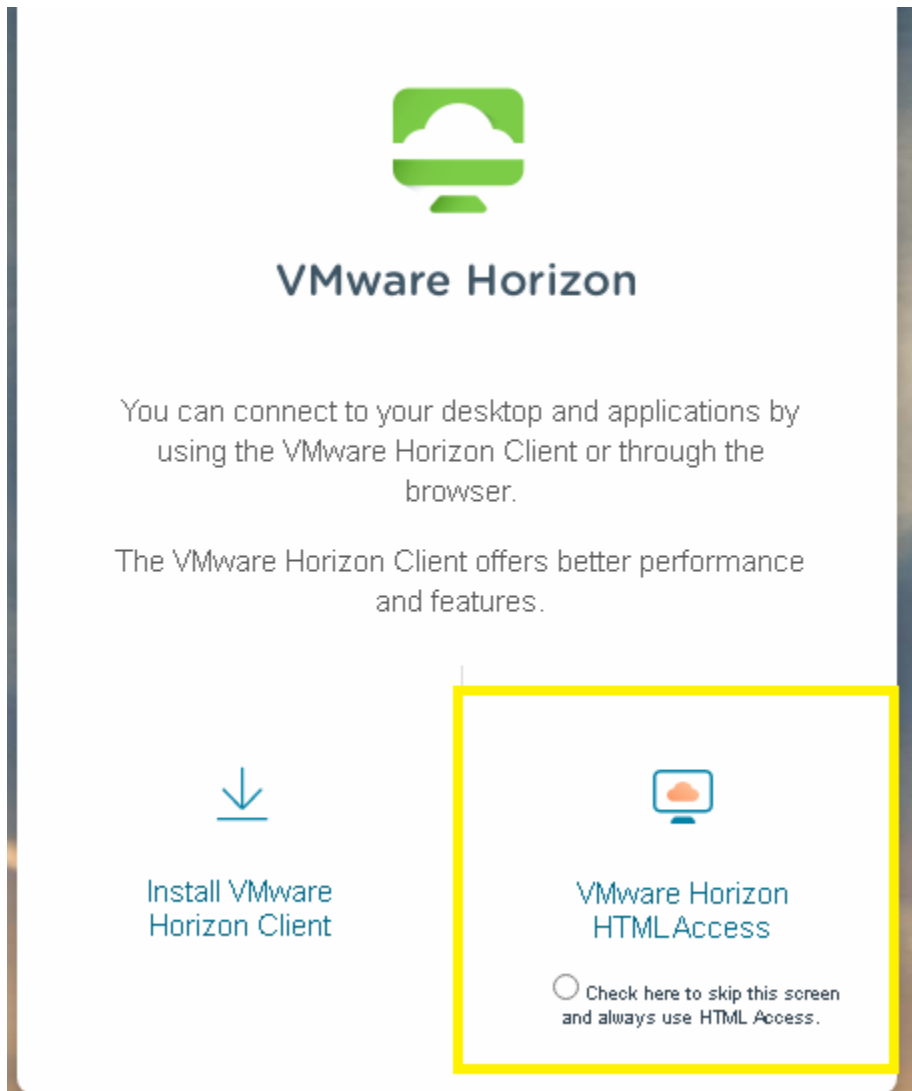 VMware Horizon
You can connect to your desktop and applications by
using the VMware Horizon Client or through the
browser.
The VMware Horizon Client offers better performance
and features.
Install VMware
Horizon Client
VMware Horizon
HTML Access
Check here to skip this screen
and always use HTML Access.